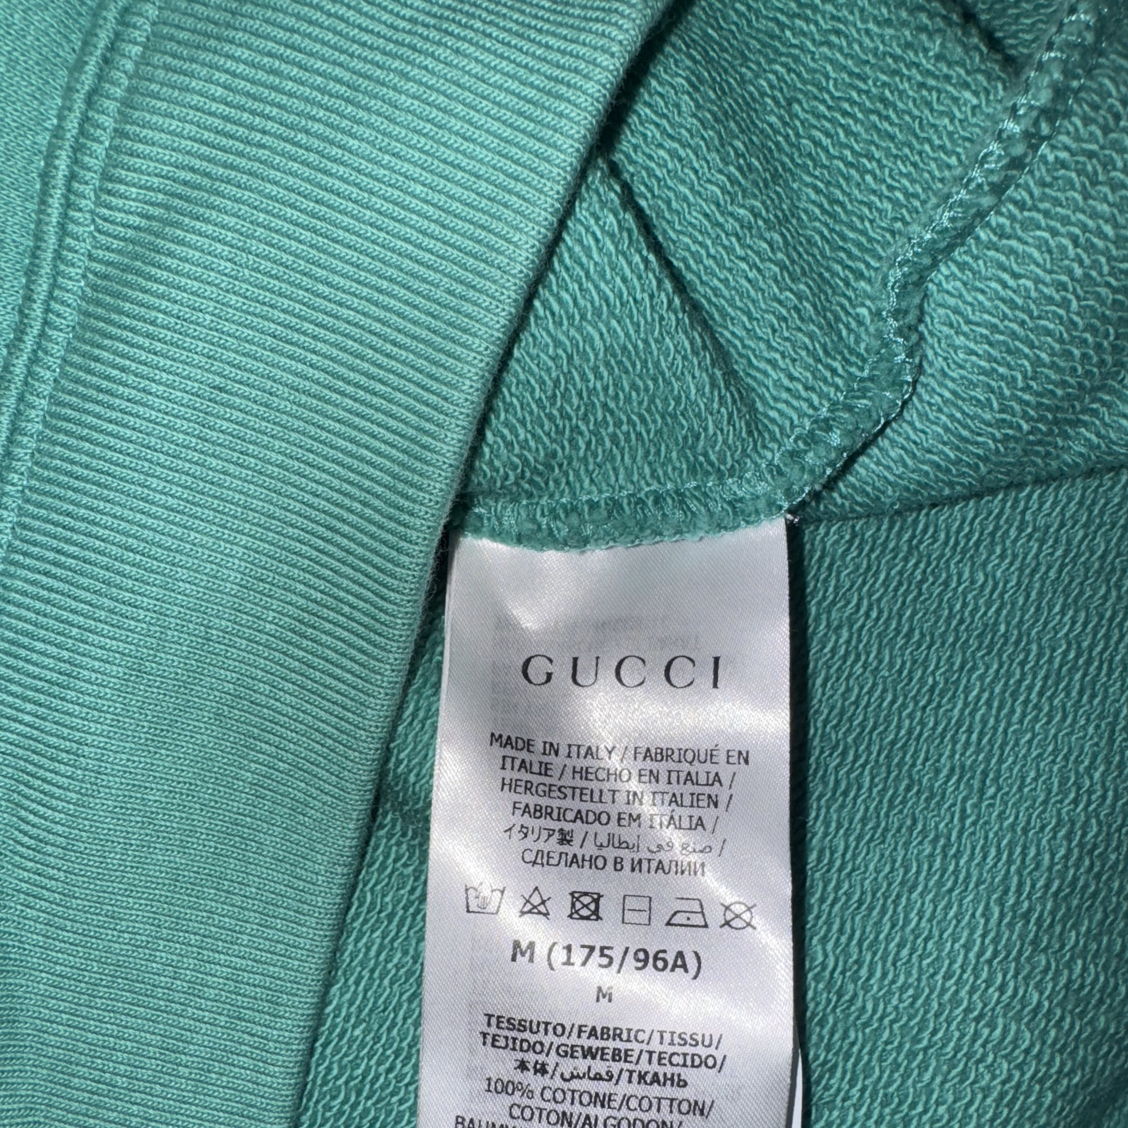 GUCCI
MADE IN ITALY / FABRIQUÉ EN
ITALIE / HECHO EN ITALIA /
HERGESTELLT IN ITALIEN /
FABRICADO EM ITÁLIA /
イタリア製 / صنع في إيطاليا /
СДЕЛАНО В ИТАЛИИ
M (175/96A)
M
TESSUTO/FABRIC/TISSU/
TEJIDO/GEWEBE/TECIDO/
本体/قماش/ТКАНЬ
100% COTONE/COTTON/
COTON/ALGODON/